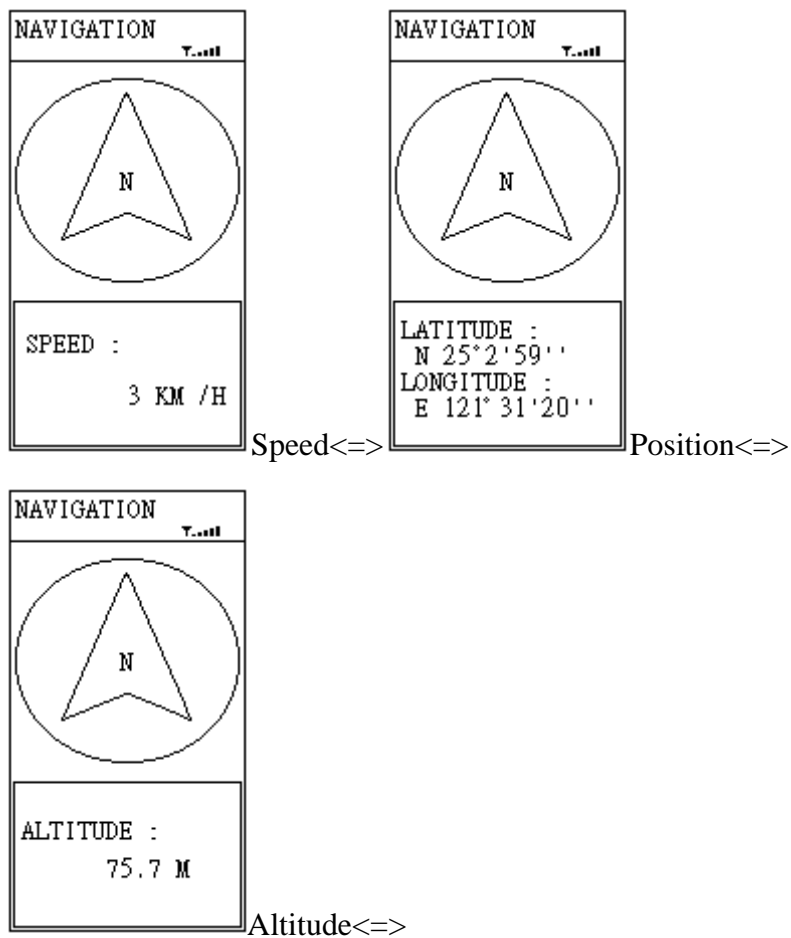 NAVIGATION
N
SPEED :
3 KM /H
Speed<=>
NAVIGATION
N
LATITUDE :
N 25°2'59''
LONGITUDE :
E 121°31'20''
Position<=>
NAVIGATION
N
ALTITUDE :
75.7 M
Altitude<=>